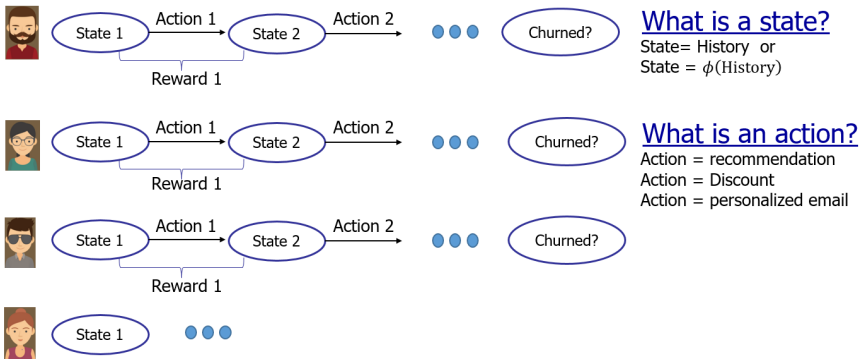 State 1
Action 1
State 2
Action 2
Churned?
Reward 1
What is a state?
State= History or
State = ϕ(History)
State 1
Action 1
State 2
Action 2
Churned?
Reward 1
What is an action?
Action = recommendation
Action = Discount
Action = personalized email
State 1
Action 1
State 2
Action 2
Churned?
Reward 1
State 1